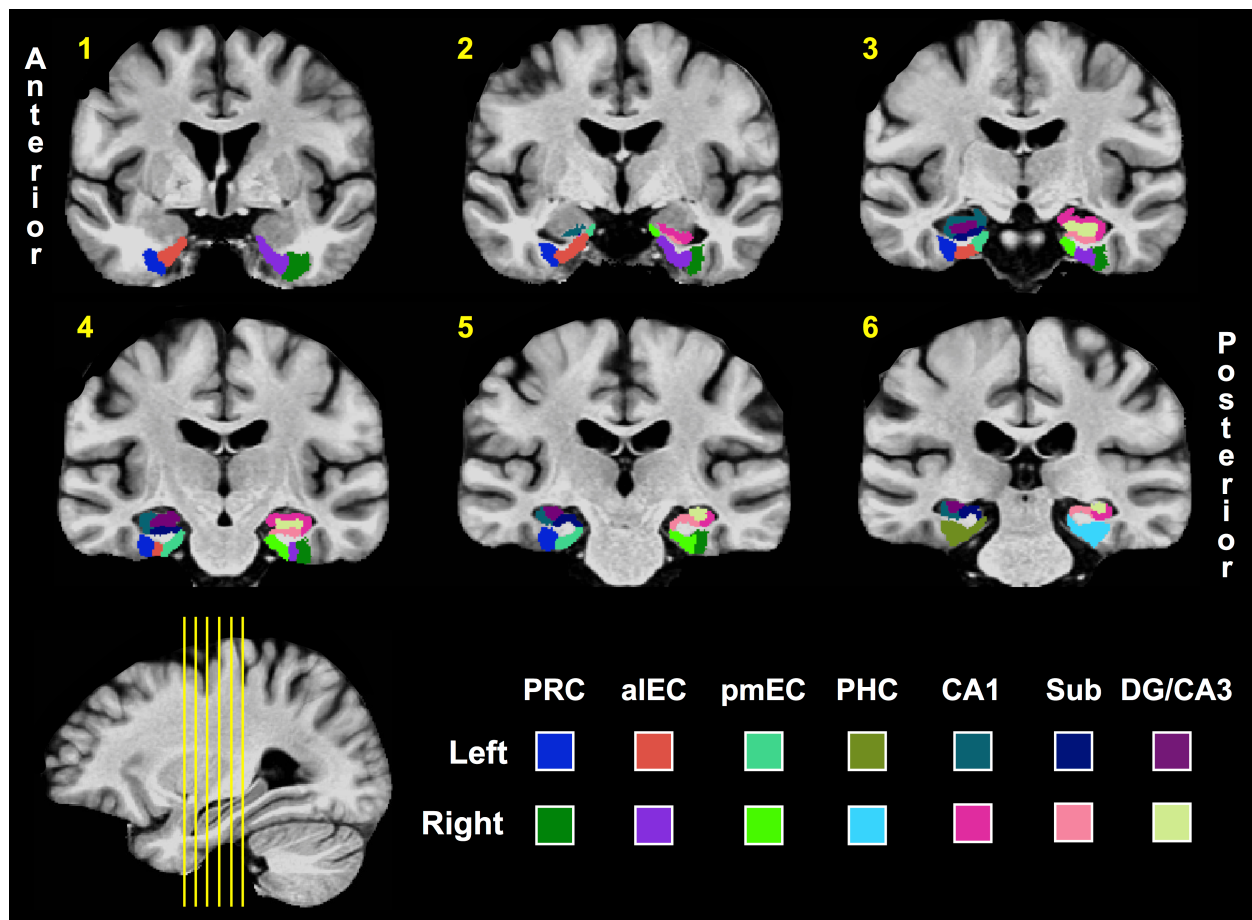 Anterior
1
2
3
4
5
6
Posterior
PRC alEC pmEC PHC CA1 Sub DG/CA3
Left
Right